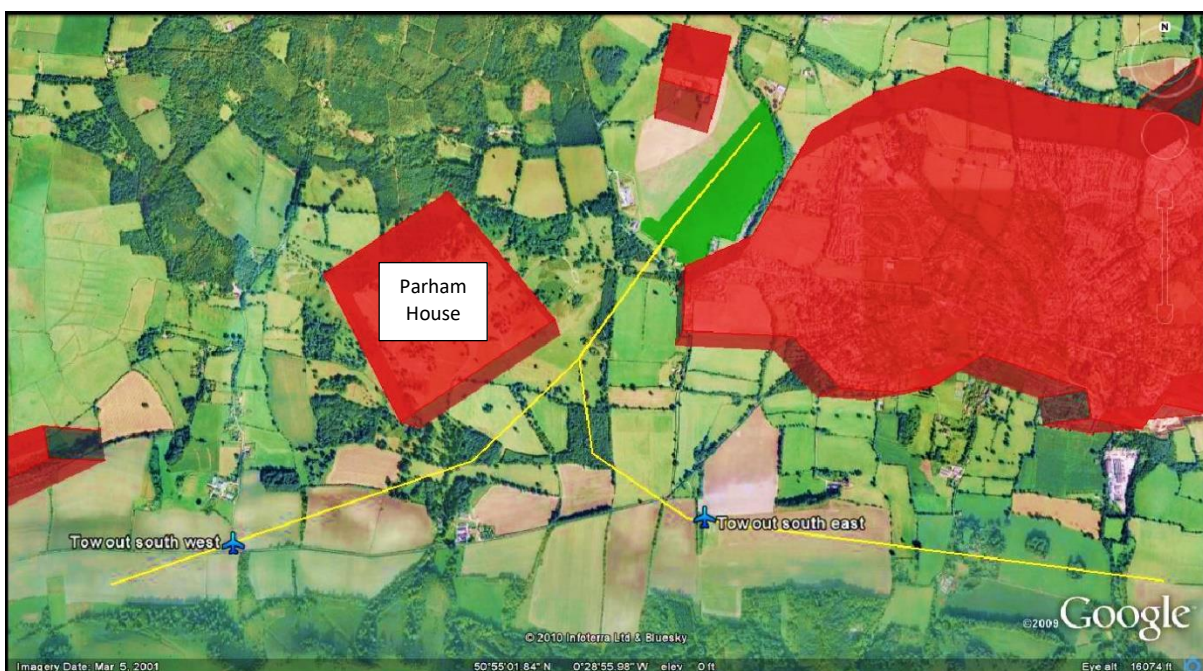 N
Parham
House
Tow out south west
Tow out south east
© 2010 Infoterra Ltd & Bluesky
©2009 Google
Imagery Date: Mar 5, 2001
50°55'01.84" N 0°28'55.98" W elev 0 ft
Eye alt 16074 ft